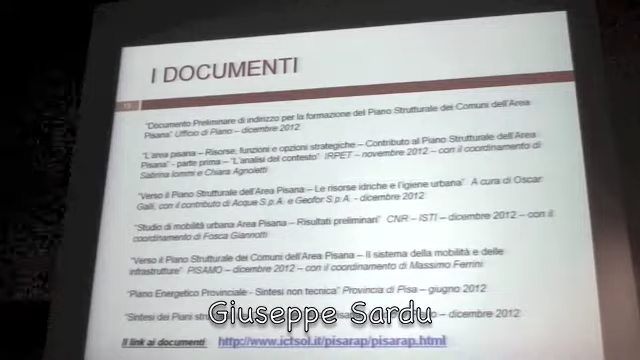 I DOCUMENTI
"Documento Preliminare di indirizzo per la formazione del Piano Strutturale dei Comuni dell'Area
Pisana" Ufficio di Piano – dicembre 2012
"L'area pisana – Risorse, funzioni e opzioni strategiche – Contributo al Piano Strutturale dell'Area
Pisana" - parte prima – "L'analisi del contesto" IRPET – novembre 2012 – con il coordinamento di
Sabrina Iommi e Chiara Agnoletti
"Verso il Piano Strutturale dell'Area Pisana – Le risorse idriche e l'igiene urbana" A cura di Oscar
Galli, con il contributo di Acque S.p.A. e Geofor S.p.A. - dicembre 2012
"Studio di mobilità urbana Area Pisana – Risultati preliminari" CNR – ISTI – dicembre 2012 – con il
coordinamento di Fosca Giannotti
"Verso il Piano Strutturale dei Comuni dell'Area Pisana – Il sistema della mobilità e delle
infrastrutture" PISAMO – dicembre 2012 – con il coordinamento di Massimo Ferrini
"Piano Energetico Provinciale - Sintesi non tecnica" Provincia di Pisa – giugno 2012
"Sintesi dei Piani – dicembre 2012
Giuseppe Sardu
Il link ai documenti http://www.ictsol.it/pisarap/pisarap.html